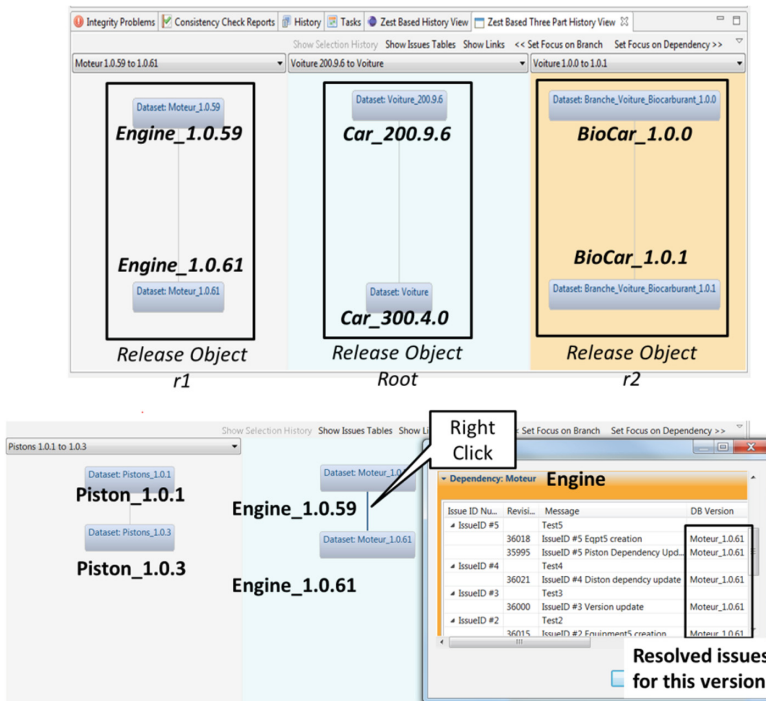 Integrity Problems Consistency Check Reports History Tasks Zest Based History View Zest Based Three Part History View
Show Selection History Show Issues Tables Show Links << Set Focus on Branch Set Focus on Dependency >>
Moteur 1.0.59 to 1.0.61 Voiture 200.9.6 to Voiture Voiture 1.0.0 to 1.0.1
Dataset: Moteur_1.0.59 Dataset: Voiture_200.9.6 Dataset: Branche_Voiture_Biocarburant_1.0.0
Engine_1.0.59 Car_200.9.6 BioCar_1.0.0
Engine_1.0.61 BioCar_1.0.1
Dataset: Moteur_1.0.61 Dataset: Voiture Dataset: Branche_Voiture_Biocarburant_1.0.1
Car_300.4.0
Release Object Release Object Release Object
r1 Root r2
Show Selection History Show Issues Tables Show Set Focus on Branch Set Focus on Dependency >>
Right
Click
Pistons 1.0.1 to 1.0.3
Dataset: Pistons_1.0.1 Dataset: Moteur_1.0
Piston_1.0.1
Engine_1.0.59
Dataset: Pistons_1.0.3 Dataset: Moteur_1.0.61
Piston_1.0.3
Engine_1.0.61
Dependency: Moteur Engine
Issue ID Nu... Revisi... Message DB Version
IssueID #5 Test5
36018 IssueID #5 Eqpt5 creation Moteur_1.0.61
35995 IssueID #5 Piston Dependency Upd... Moteur_1.0.61
IssueID #4 Test4
36021 IssueID #4 Diston dependcy update Moteur_1.0.61
IssueID #3 Test3
36000 IssueID #3 Version update Moteur_1.0.61
IssueID #2 Test2
36015 IssueID #2 Equipment5 creation Moteur_1.0.61
Resolved issues
for this version